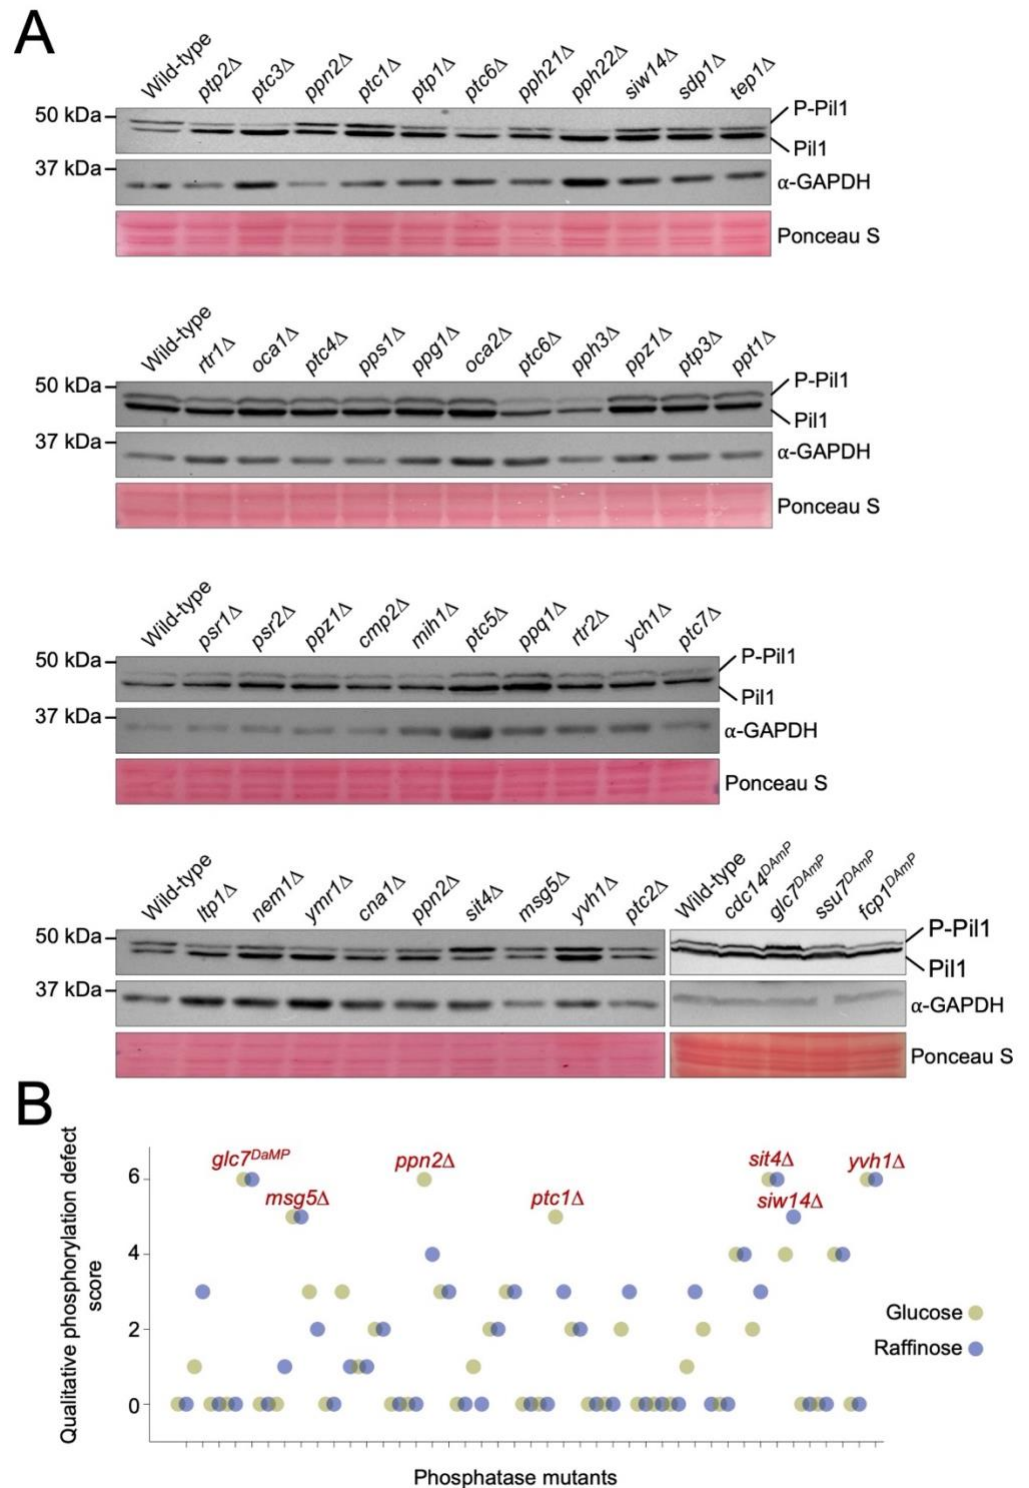 A
Wild-type ptp2Δ ptc3Δ ppn2Δ ptc1Δ ptp1Δ ptc6Δ pph21Δ pph22Δ siw14Δ sdp1Δ tep1Δ
50 kDa P-Pil1
Pil1
37 kDa α-GAPDH
Ponceau S
Wild-type rtr1Δ oca1Δ ptc4Δ pps1Δ ppg1Δ oca2Δ ptc6Δ pph3Δ ppz1Δ ptp3Δ ppt1Δ
50 kDa P-Pil1
Pil1
37 kDa α-GAPDH
Ponceau S
Wild-type psr1Δ psr2Δ ppz1Δ cmp2Δ mih1Δ ptc5Δ ppq1Δ rtr2Δ ych1Δ ptc7Δ
50 kDa P-Pil1
Pil1
37 kDa α-GAPDH
Ponceau S
Wild-type ltp1Δ nem1Δ ymr1Δ cna1Δ ppn2Δ sit4Δ msg5Δ yvh1Δ ptc2Δ Wild-type cdc14DAmP glc7DAmP ssu7DAmP fcp1DAmP
50 kDa P-Pil1
Pil1
37 kDa α-GAPDH
Ponceau S
B
Qualitative phosphorylation defect
score
6
4
2
0
glc7DaMP
msg5Δ
ppn2Δ
ptc1Δ
sit4Δ
siw14Δ
yvh1Δ
Glucose
Raffinose
Phosphatase mutants